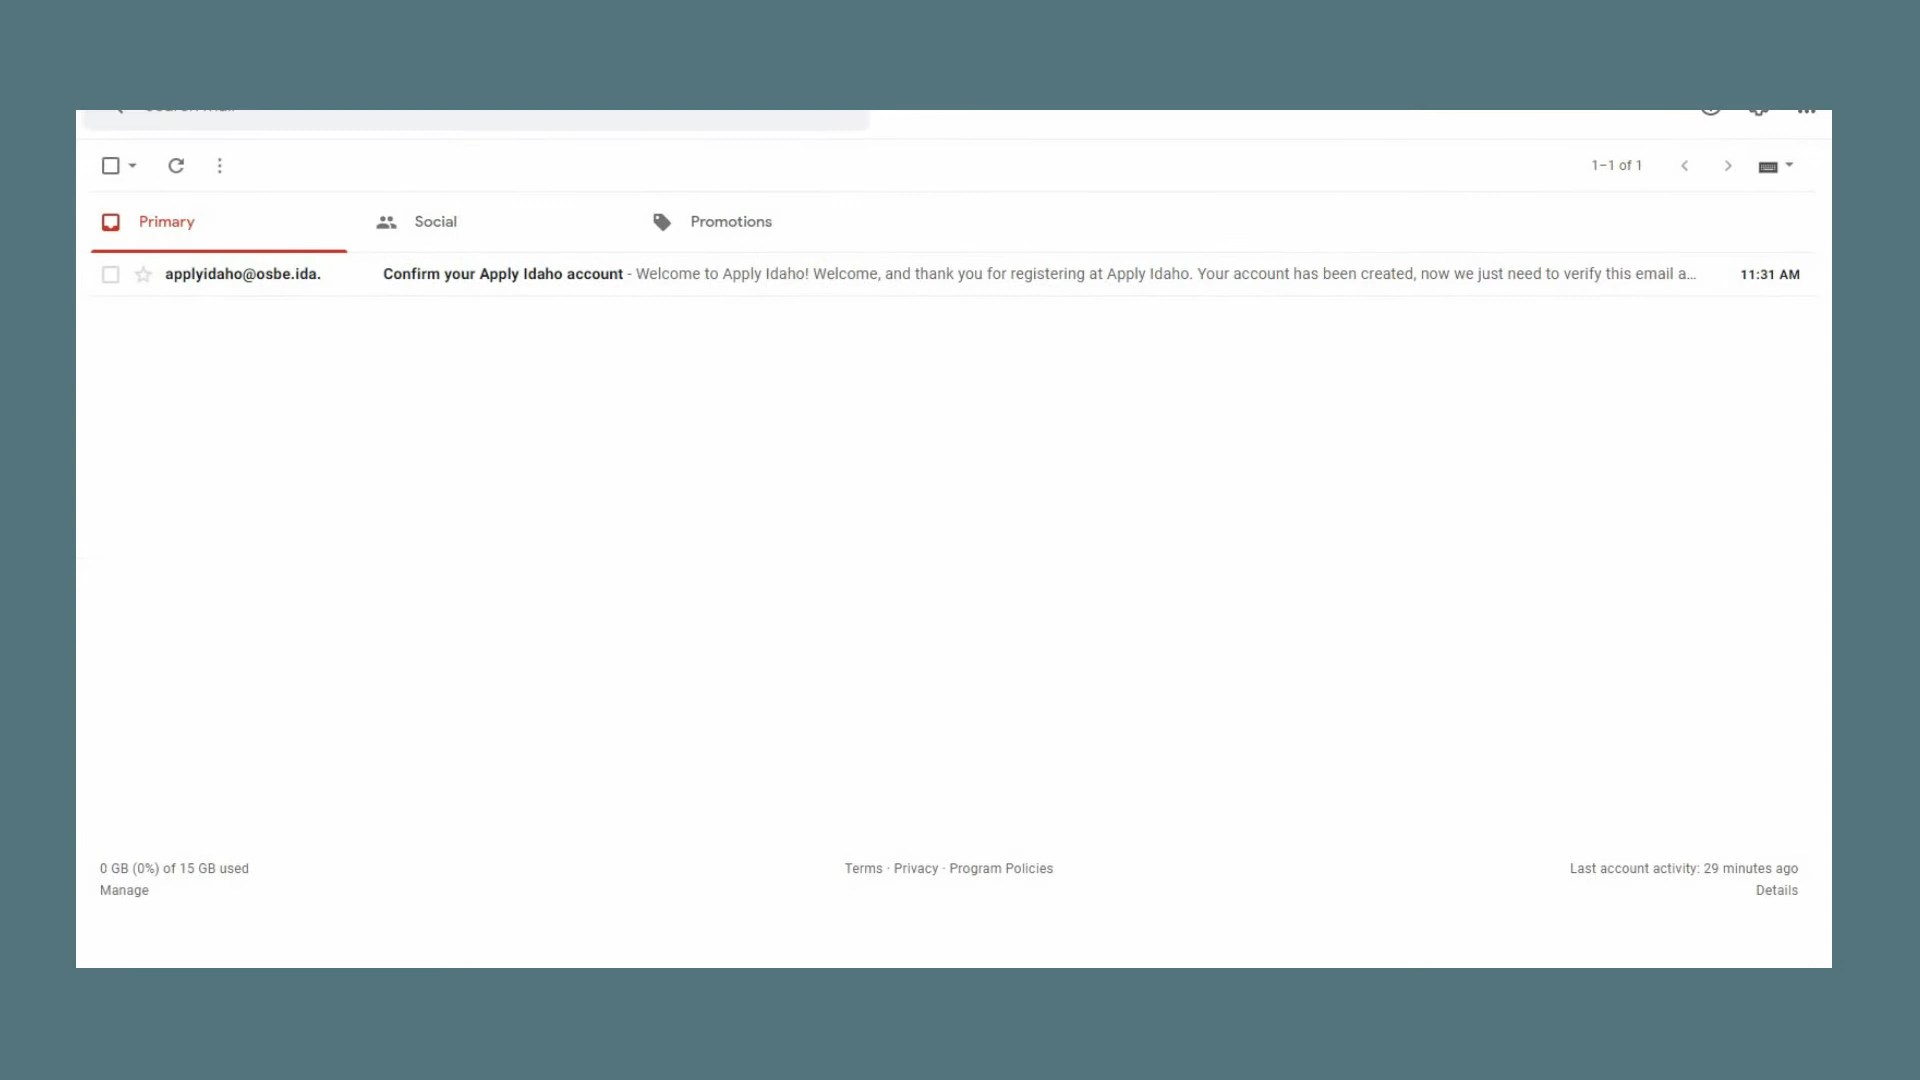 1–1 of 1
Primary
Social
Promotions
applyidaho@osbe.ida. Confirm your Apply Idaho account - Welcome to Apply Idaho! Welcome, and thank you for registering at Apply Idaho. Your account has been created, now we just need to verify this email a... 11:31 AM
0 GB (0%) of 15 GB used
Manage
Terms · Privacy · Program Policies
Last account activity: 29 minutes ago
Details